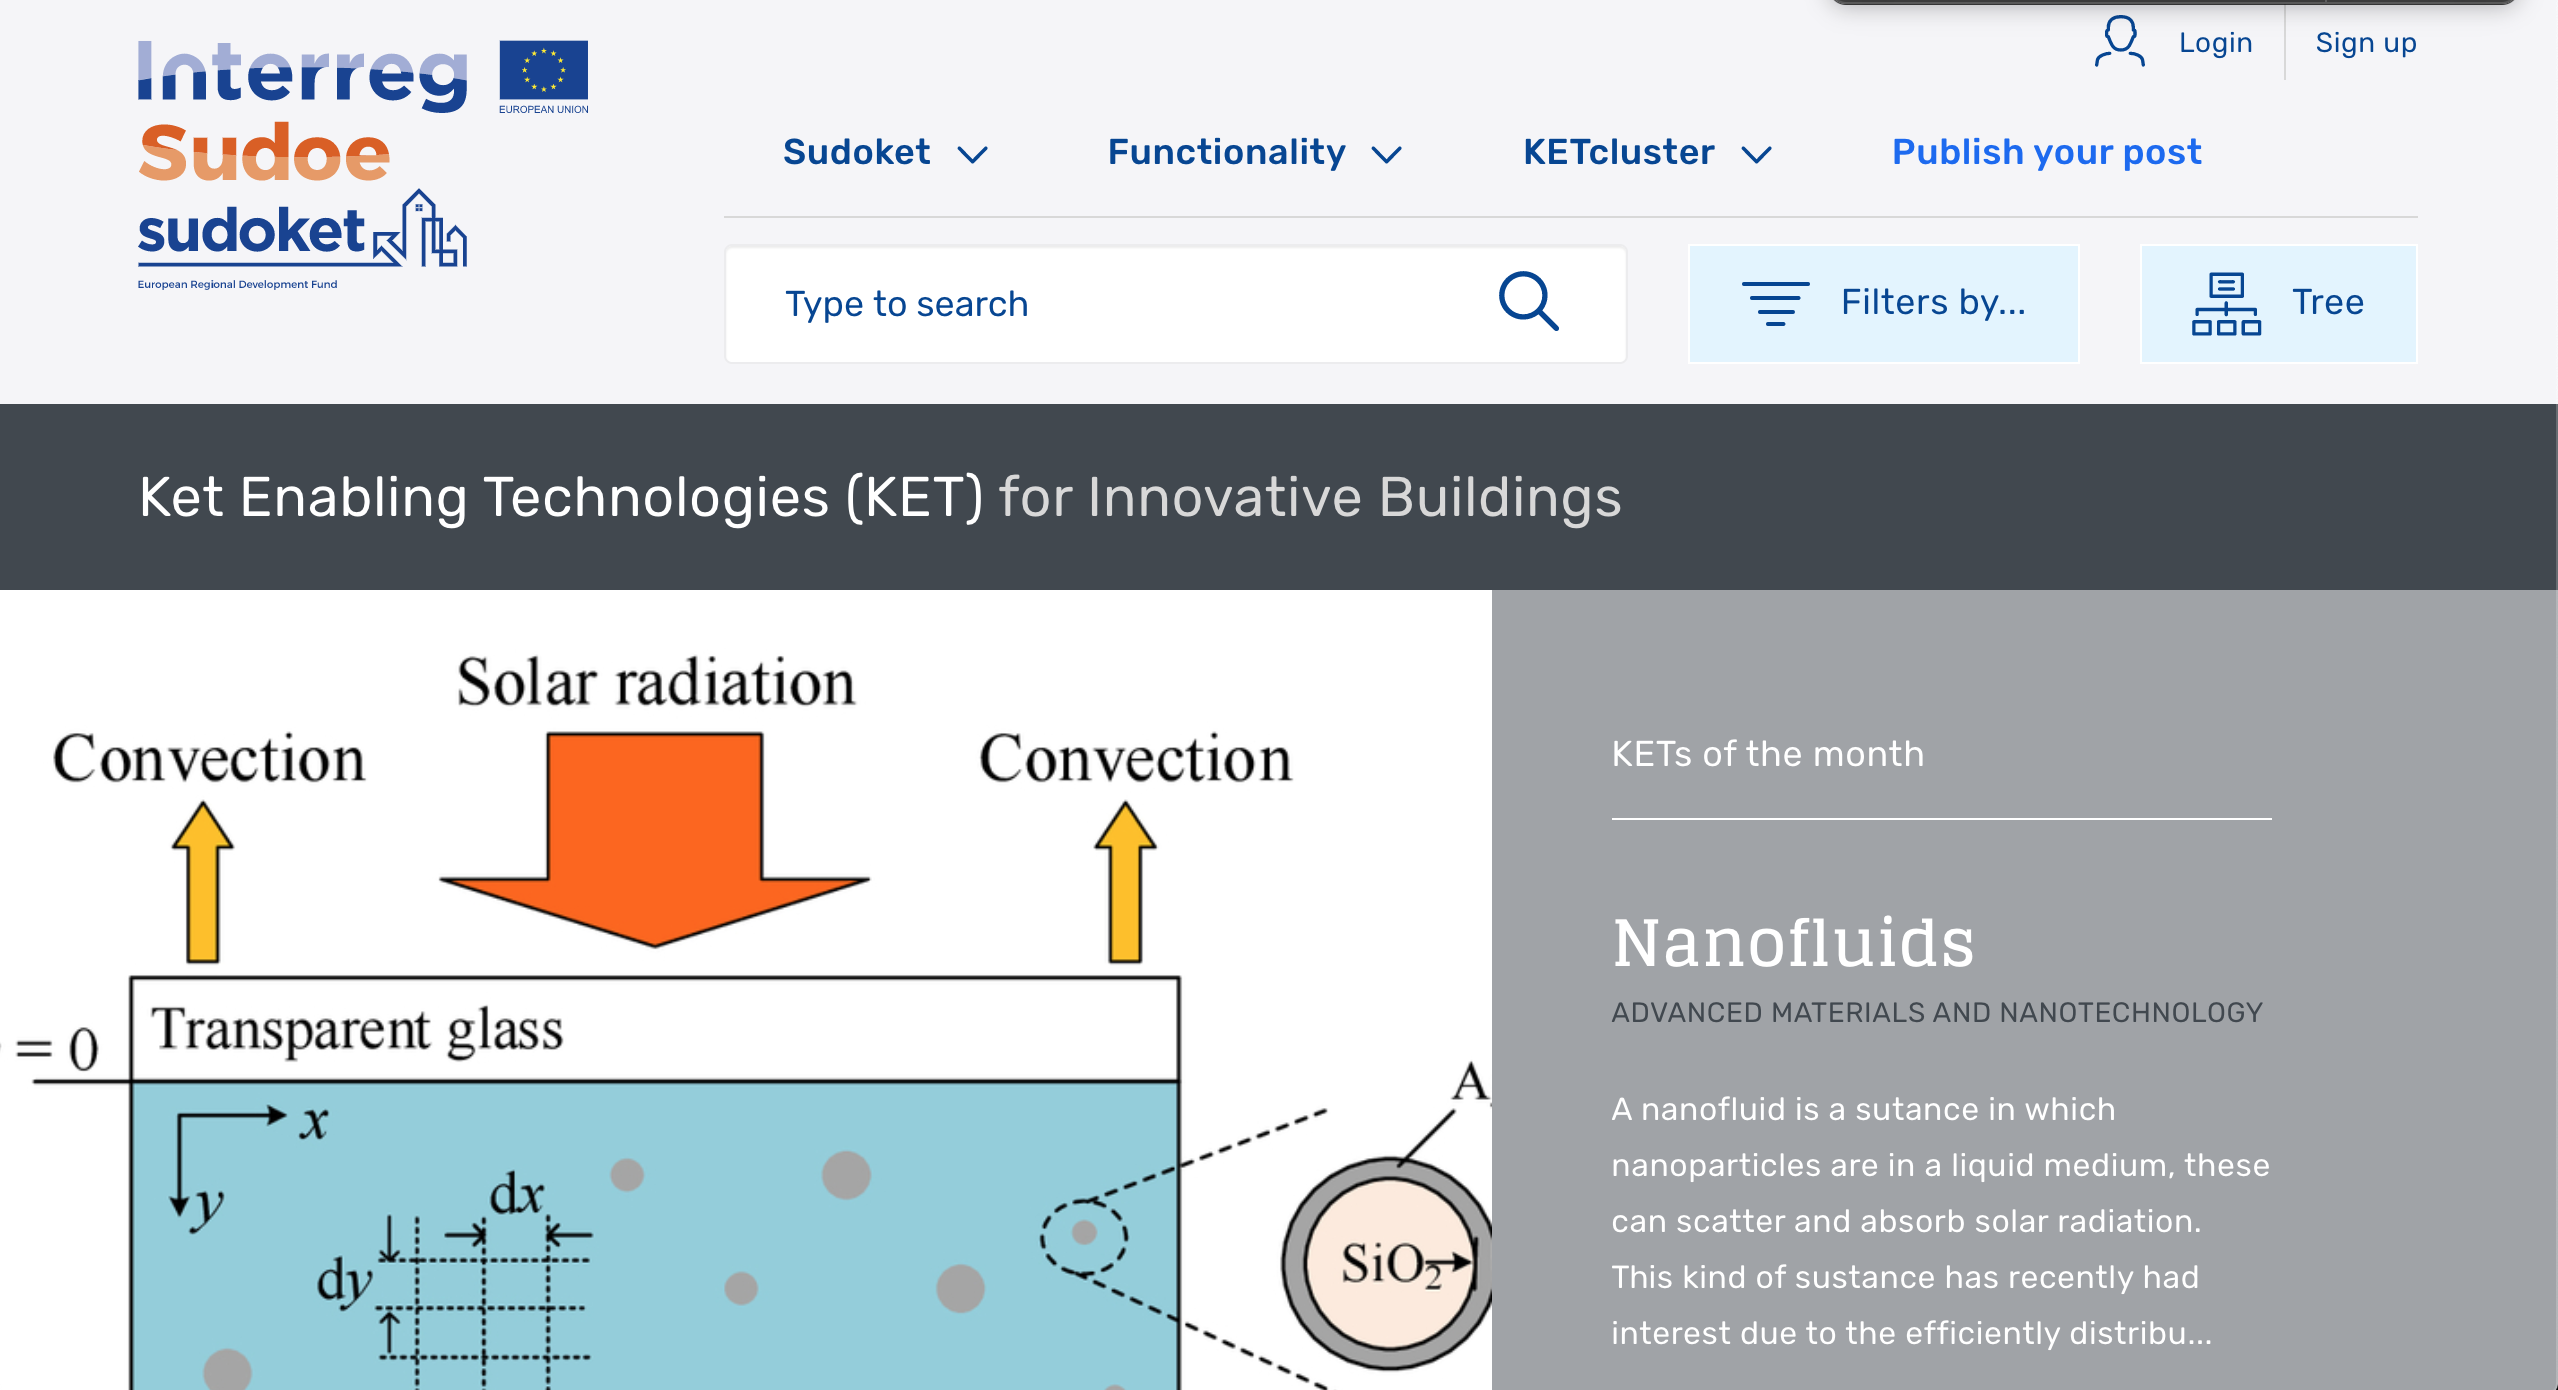 Interreg
EUROPEAN UNION
Sudoe
sudoket
European Regional Development Fund
Login
Sign up
Sudoket
Functionality
KETcluster
Publish your post
Type to search
Filters by...
Tree
Ket Enabling Technologies (KET) for Innovative Buildings
Solar radiation
Convection
Convection
Transparent glass
= 0
x
y
dx
dy
A
SiO2
KETs of the month
Nanofluids
ADVANCED MATERIALS AND NANOTECHNOLOGY
A nanofluid is a sutance in which
nanoparticles are in a liquid medium, these
can scatter and absorb solar radiation.
This kind of sustance has recently had
interest due to the efficiently distribu...